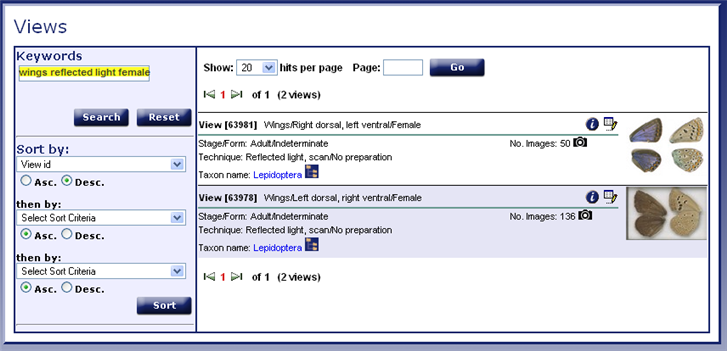 Views
Keywords
wings reflected light female
Search Reset
Sort by:
View id
Asc. Desc.
then by:
Select Sort Criteria
Asc. Desc.
then by:
Select Sort Criteria
Asc. Desc.
Sort
Show: 20 hits per page Page: Go
1 of 1 (2 views)
View [63981] Wings/Right dorsal, left ventral/Female
Stage/Form: Adult/Indeterminate No. Images: 50
Technique: Reflected light, scan/No preparation
Taxon name: Lepidoptera
View [63978] Wings/Left dorsal, right ventral/Female
Stage/Form: Adult/Indeterminate No. Images: 136
Technique: Reflected light, scan/No preparation
Taxon name: Lepidoptera
1 of 1 (2 views)